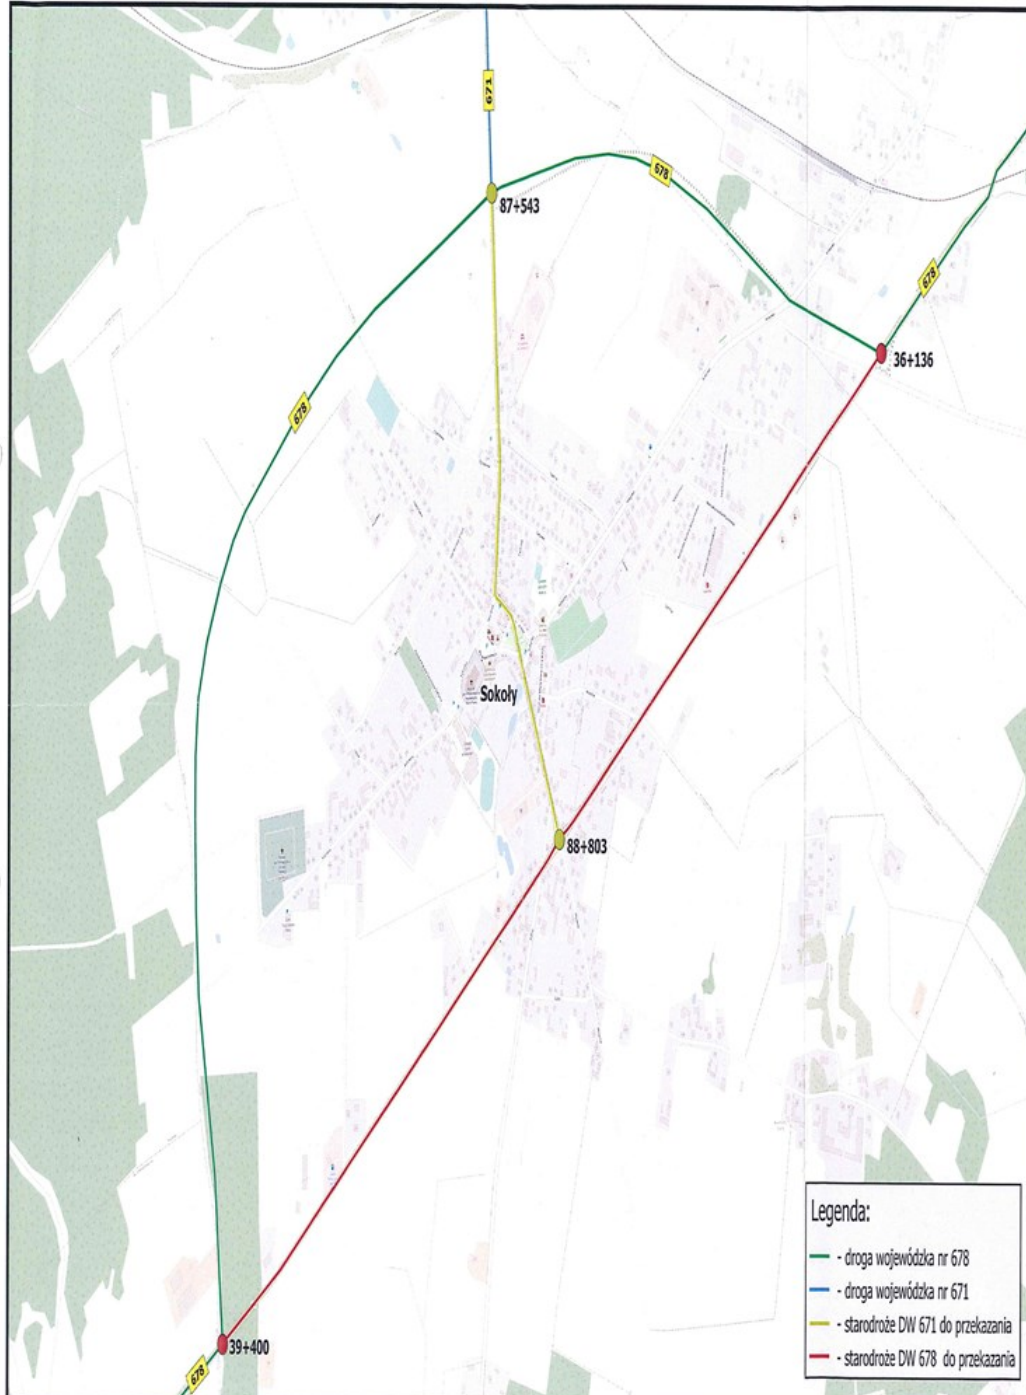 671
87+543
678
678
36+136
678
Sokoły
88+803
39+400
678
Legenda:
- droga wojewódzka nr 678
- droga wojewódzka nr 671
- starodroże DW 671 do przekazania
- starodroże DW 678 do przekazania